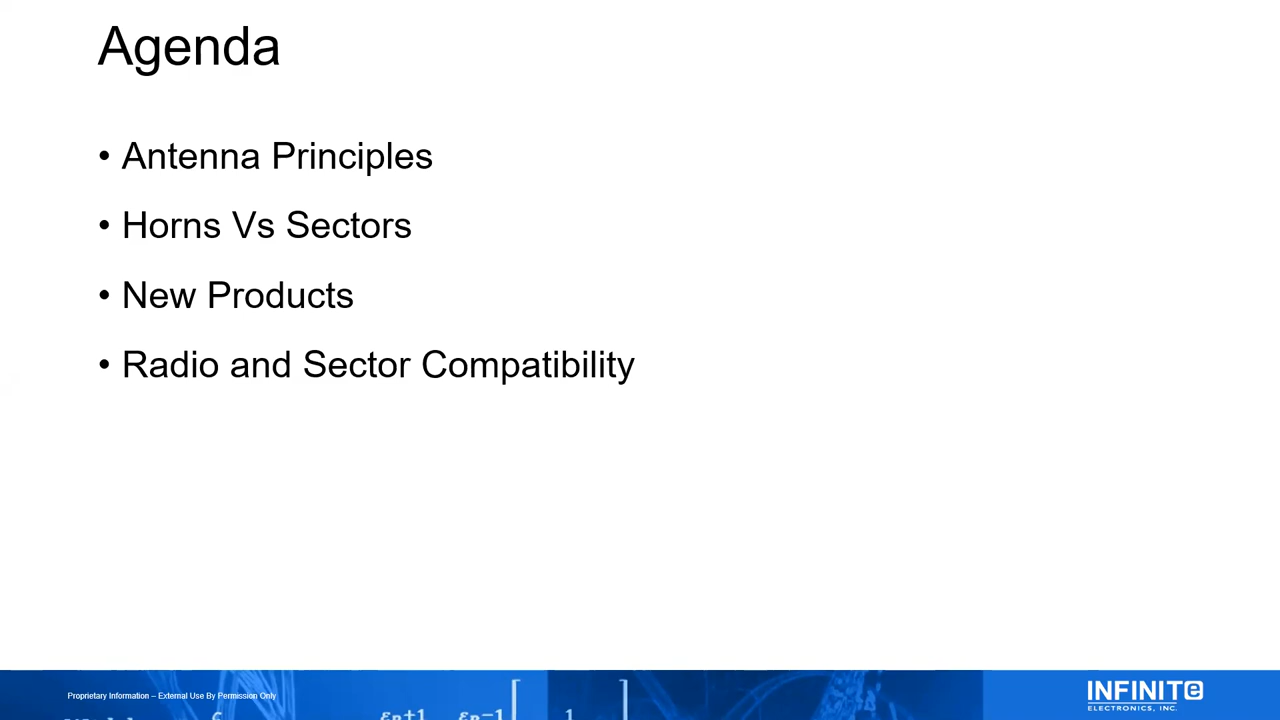 Agenda
• Antenna Principles
• Horns Vs Sectors
• New Products
• Radio and Sector Compatibility
Proprietary Information – External Use By Permission Only
INFINITe
ELECTRONICS, INC.